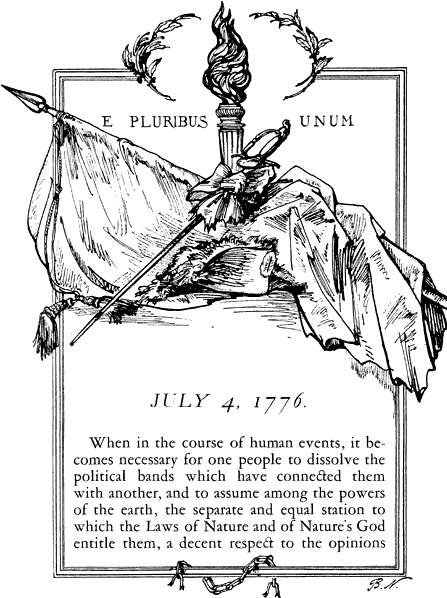 E PLURIBUS UNUM
JULY 4, 1776.
When in the course of human events, it be-
comes necessary for one people to dissolve the
political bands which have connected them
with another, and to assume among the powers
of the earth, the separate and equal station to
which the Laws of Nature and of Nature's God
entitle them, a decent respect to the opinions
B. N.